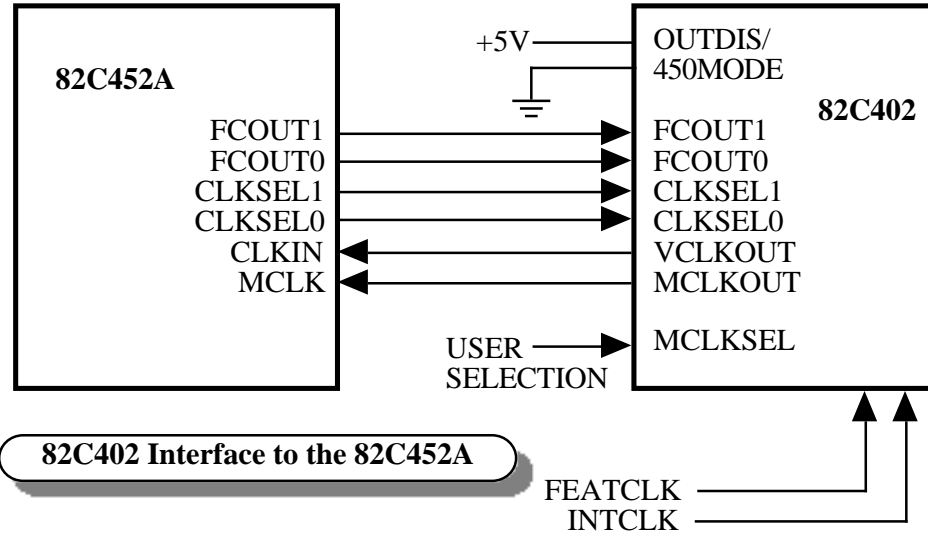 82C452A
FCOUT1
FCOUT0
CLKSEL1
CLKSEL0
CLKIN
MCLK
+5V
OUTDIS/
450MODE
82C402
FCOUT1
FCOUT0
CLKSEL1
CLKSEL0
VCLKOUT
MCLKOUT
MCLKSEL
USER
SELECTION
82C402 Interface to the 82C452A
FEATCLK
INTCLK